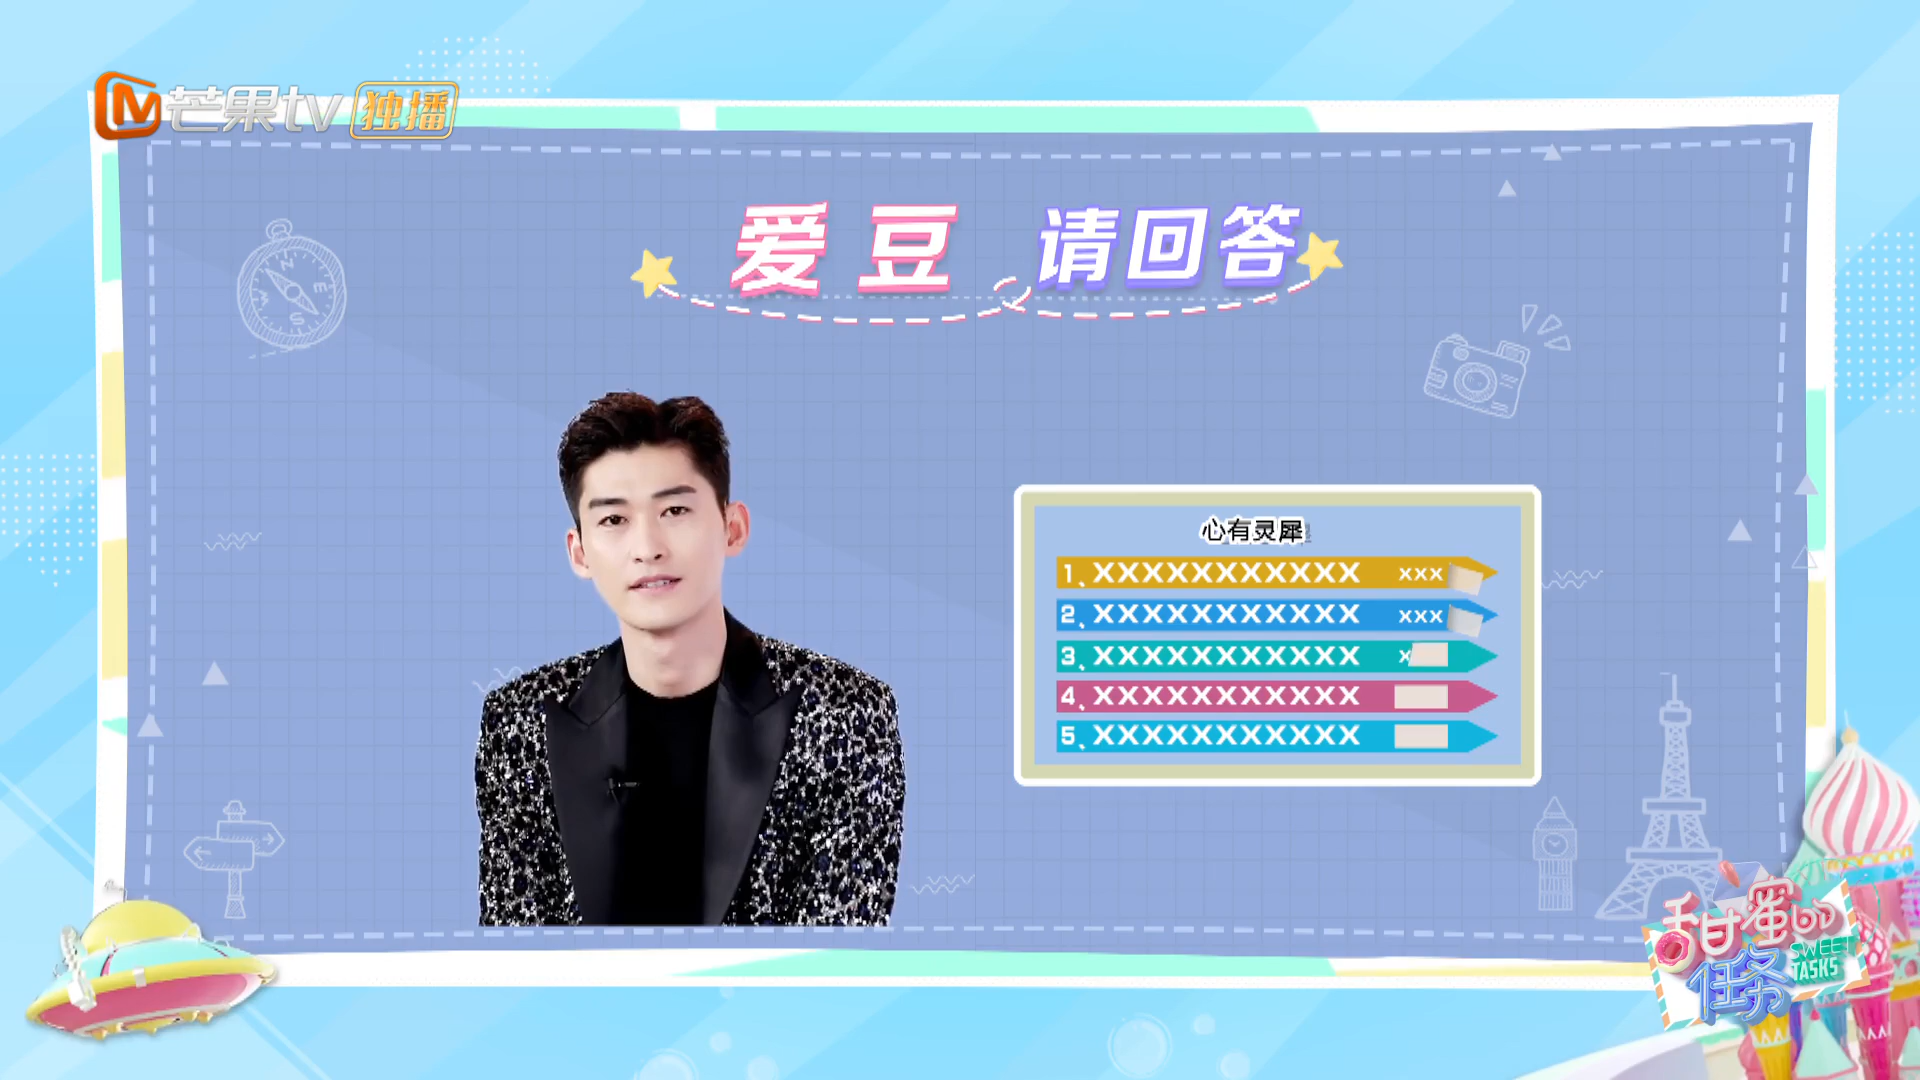 芒果tv 独播
爱豆 请回答
心有灵犀
1、XXXXXXXXXXX xxx
2、XXXXXXXXXXX xxx
3、XXXXXXXXXXX x
4、XXXXXXXXXXX
5、XXXXXXXXXXX
甜蜜的
任务
SWEET
TASKS
N
E
S
W